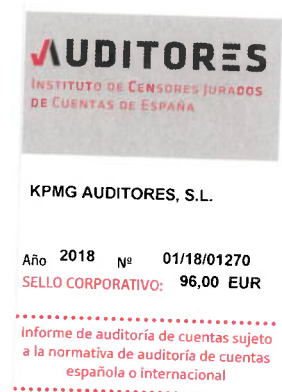 AUDITORES
INSTITUTO DE CENSORES JURADOS
DE CUENTAS DE ESPAÑA
KPMG AUDITORES, S.L.
Año 2018 Nº 01/18/01270
SELLO CORPORATIVO: 96,00 EUR
Informe de auditoría de cuentas sujeto
a la normativa de auditoría de cuentas
española o internacional